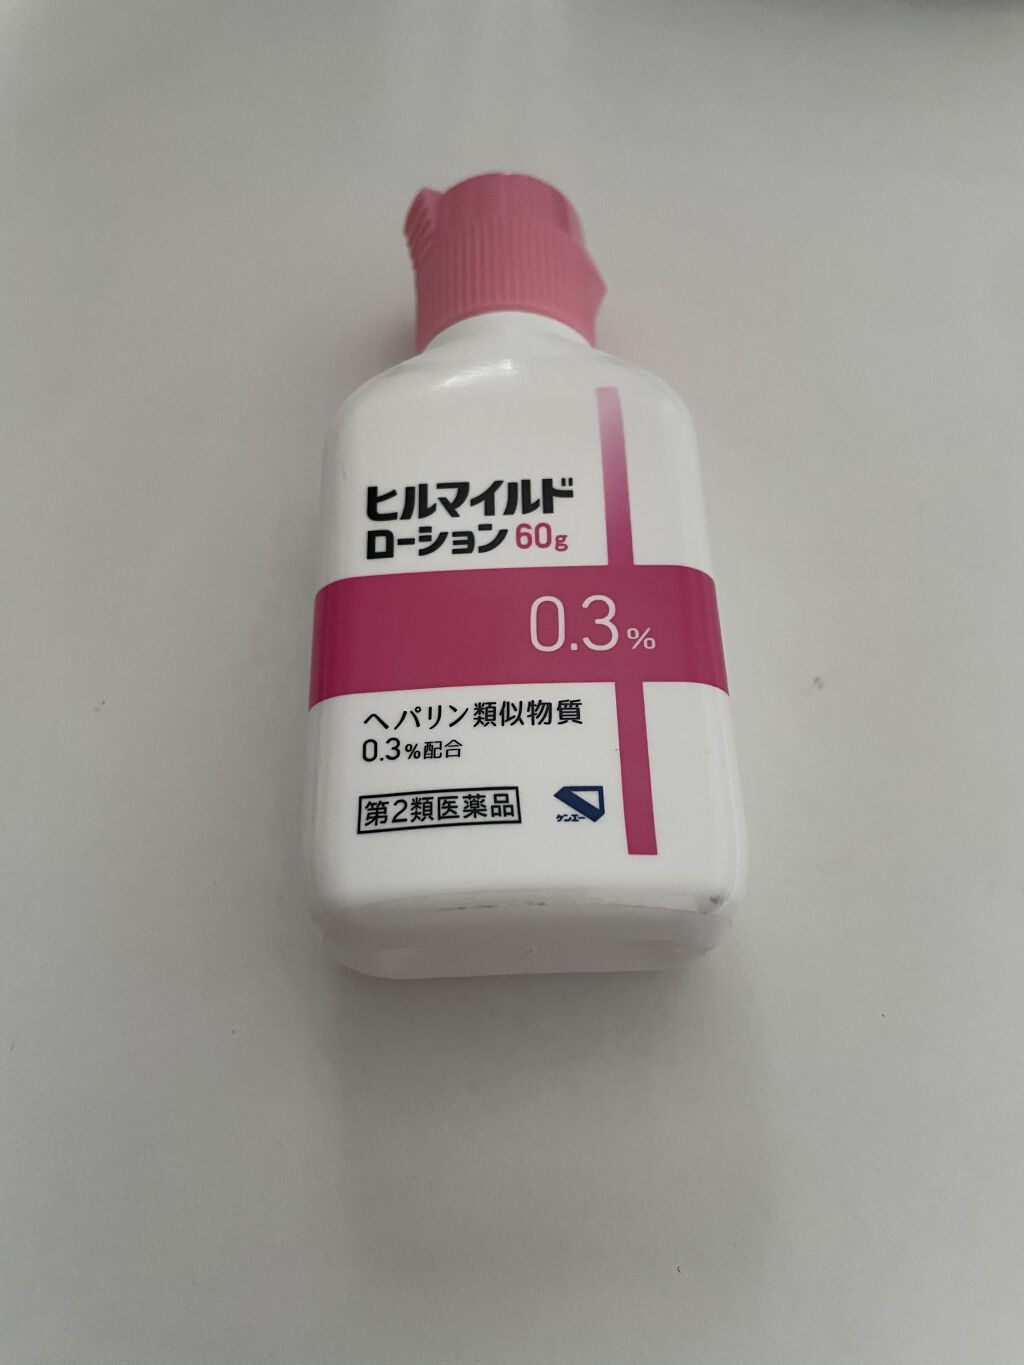 ヒルマイルド
ローション 60g
0.3%
ヘパリン類似物質
0.3%配合
第2類医薬品
ケンエー